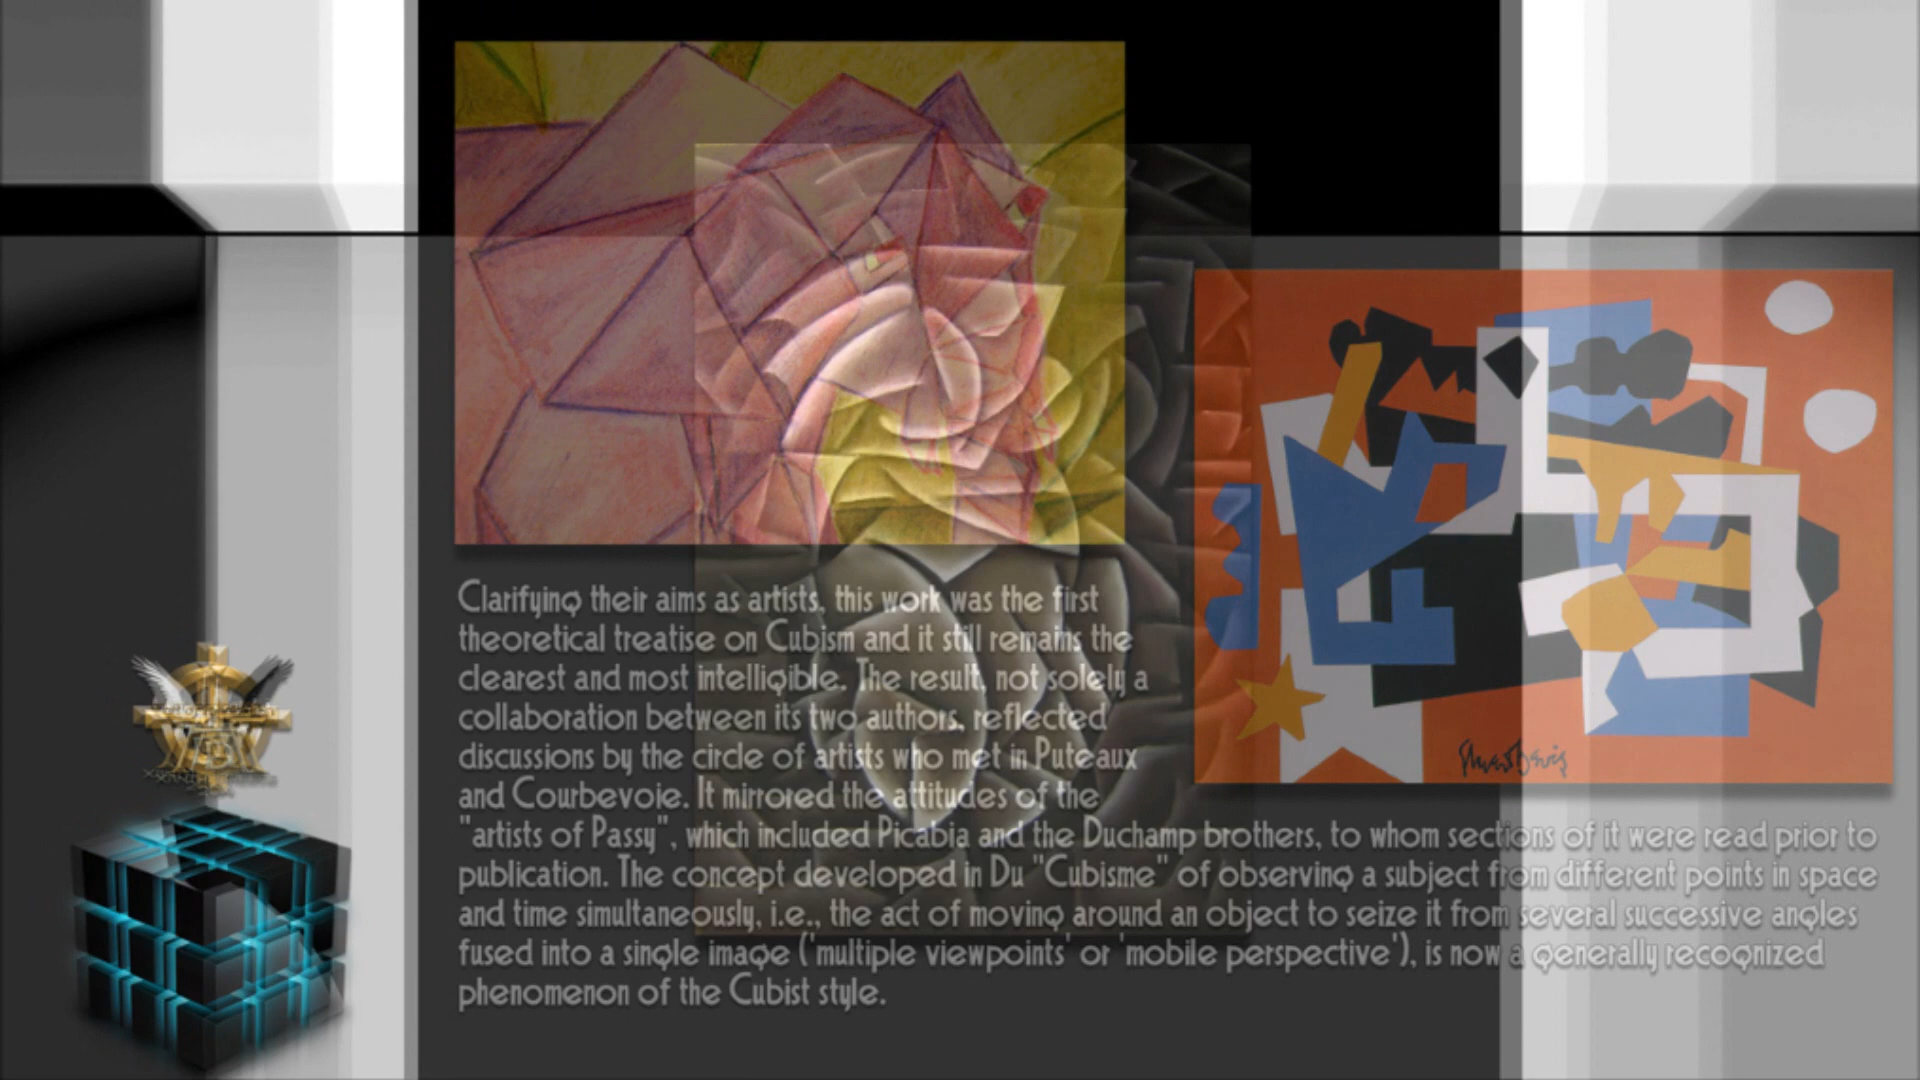 Clarifying their aims as artists, this work was the first
theoretical treatise on Cubism and it still remains the
clearest and most intelligible. The result, not solely a
collaboration between its two authors, reflected
discussions by the circle of artists who met in Puteaux
and Courbevoie. It mirrored the attitudes of the
"artists of Passy", which included Picabia and the Duchamp brothers, to whom sections of it were read prior to
publication. The concept developed in Du "Cubisme" of observing a subject from different points in space
and time simultaneously, i.e., the act of moving around an object to seize it from several successive angles
fused into a single image ('multiple viewpoints' or 'mobile perspective'), is now a generally recognized
phenomenon of the Cubist style.
Stuart Davis